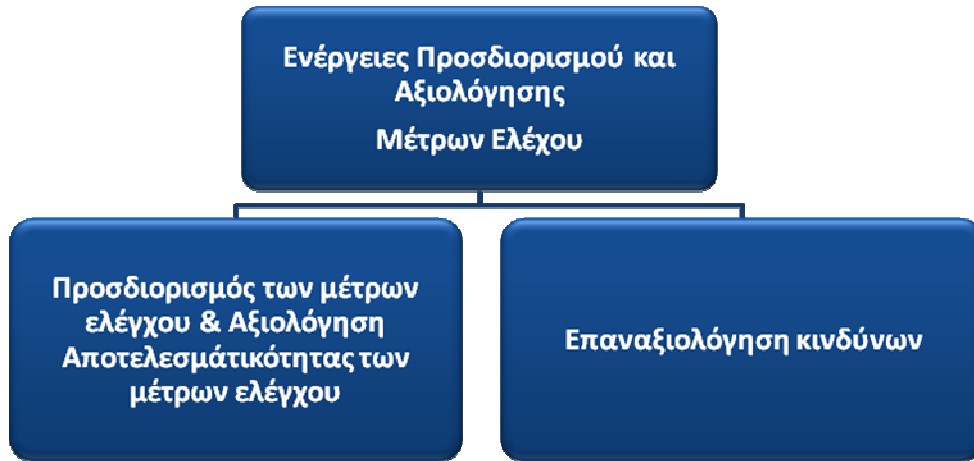 Ενέργειες Προσδιορισμού και
Αξιολόγησης
Μέτρων Ελέχου
Προσδιορισμός των μέτρων
ελέγχου & Αξιολόγηση
Αποτελεσμάτικότητας των
μέτρων ελέγχου
Επαναξιολόγηση κινδύνων